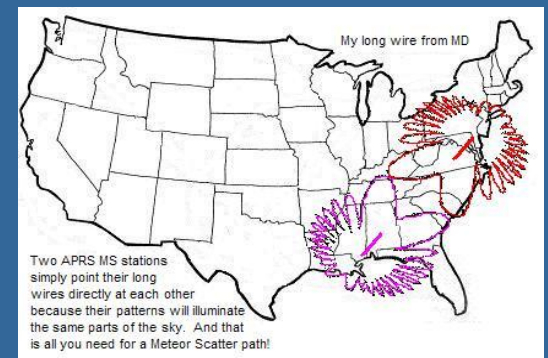 My long wire from MD
Two APRS MS stations
simply point their long
wires directly at each other
because their patterns will illuminate
the same parts of the sky. And that
is all you need for a Meteor Scatter path!